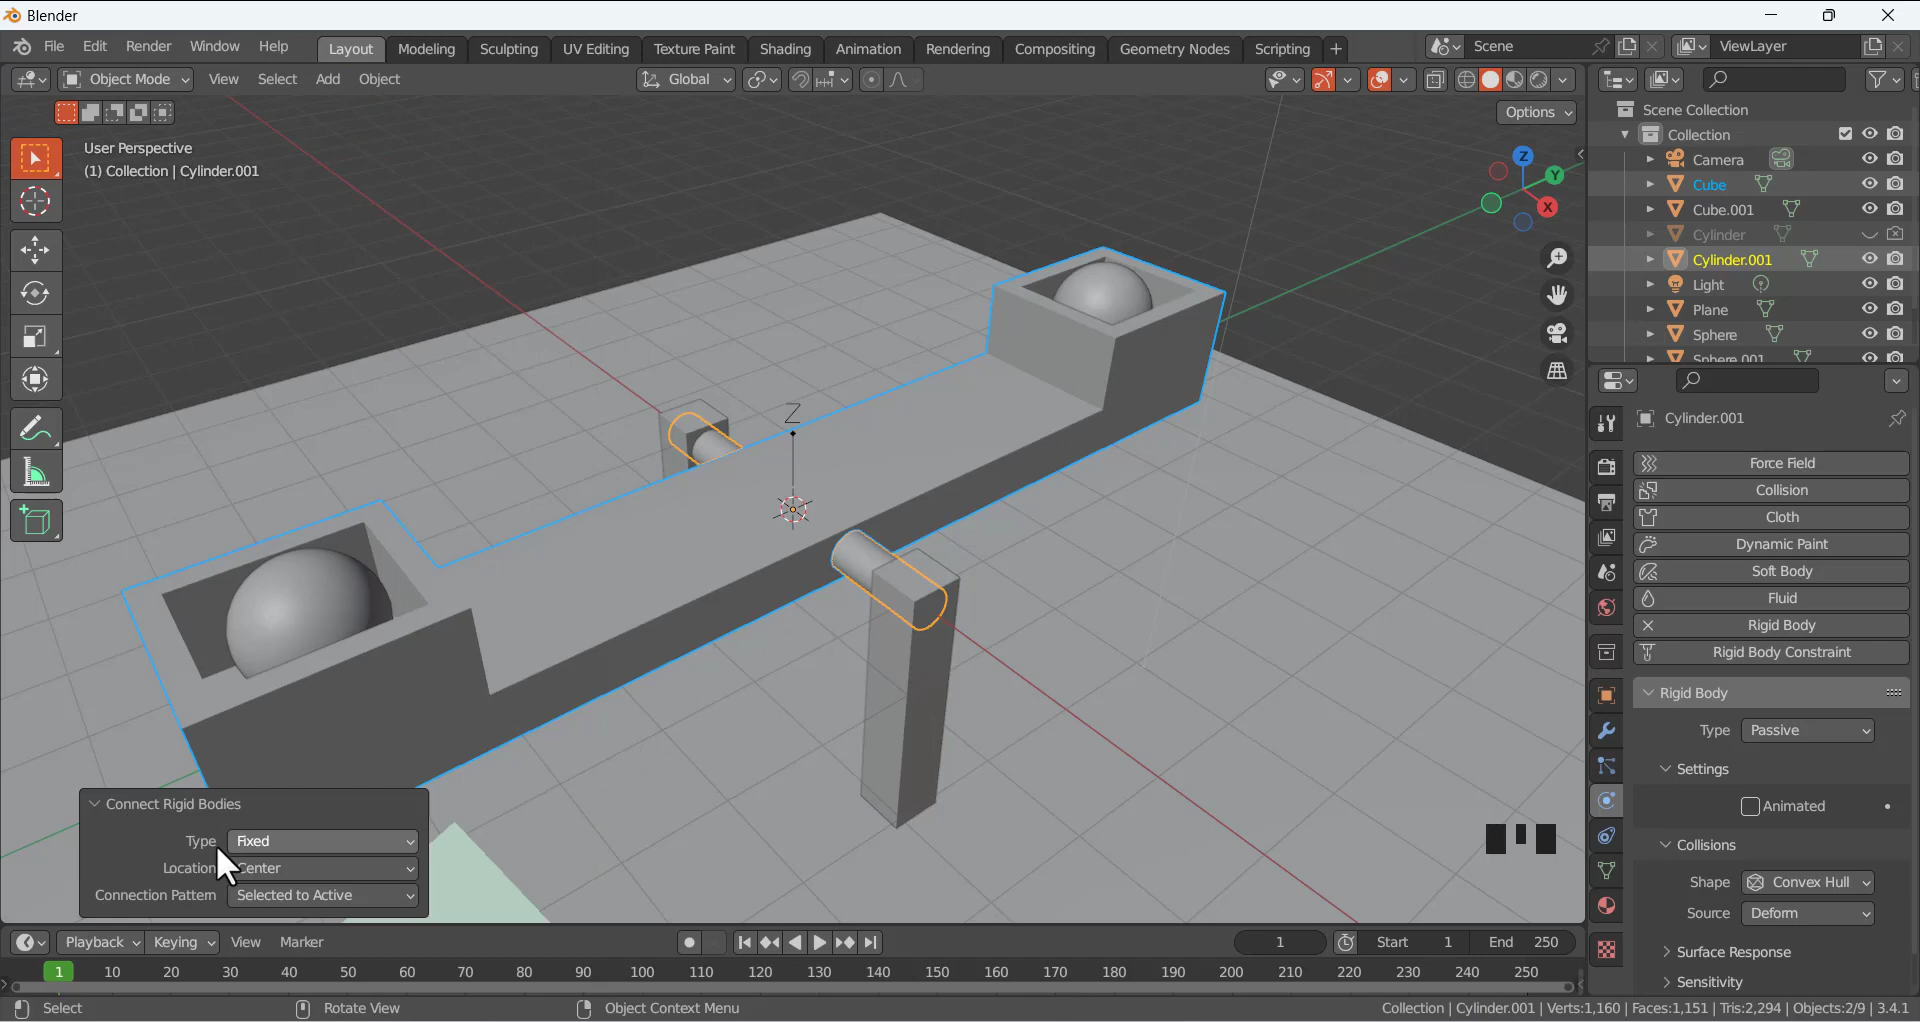 Blender
File Edit Render Window Help Layout Modeling Sculpting UV Editing Texture Paint Shading Animation Rendering Compositing Geometry Nodes Scripting + Scene ViewLayer
Object Mode View Select Add Object Global
Options
User Perspective
(1) Collection | Cylinder.001
Z
Y
X
Z
Scene Collection
Collection
Camera
Cube
Cube.001
Cylinder
Cylinder.001
Light
Plane
Sphere
Sphere.001
Cylinder.001
Force Field
Collision
Cloth
Dynamic Paint
Soft Body
Fluid
Rigid Body
Rigid Body Constraint
Rigid Body
Type Passive
Settings
Animated
Collisions
Shape Convex Hull
Source Deform
Surface Response
Sensitivity
Connect Rigid Bodies
Type Fixed
Location Center
Connection Pattern Selected to Active
Playback Keying View Marker 1 Start 1 End 250
1 10 20 30 40 50 60 70 80 90 100 110 120 130 140 150 160 170 180 190 200 210 220 230 240 250
Select Rotate View Object Context Menu Collection | Cylinder.001 | Verts:1,160 | Faces:1,151 | Tris:2,294 | Objects:2/9 | 3.4.1